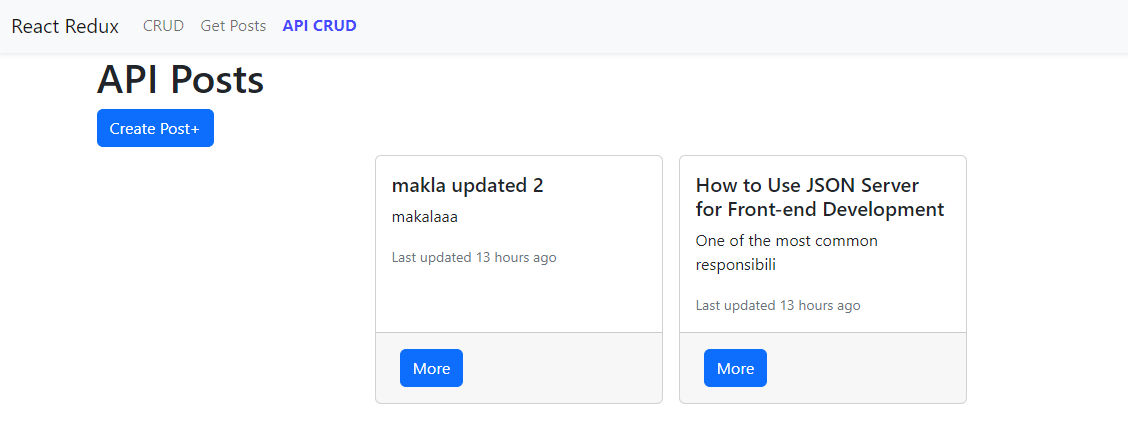 React Redux CRUD Get Posts API CRUD
API Posts
Create Post+
makla updated 2
makalaaa
Last updated 13 hours ago
More
How to Use JSON Server
for Front-end Development
One of the most common
responsibili
Last updated 13 hours ago
More